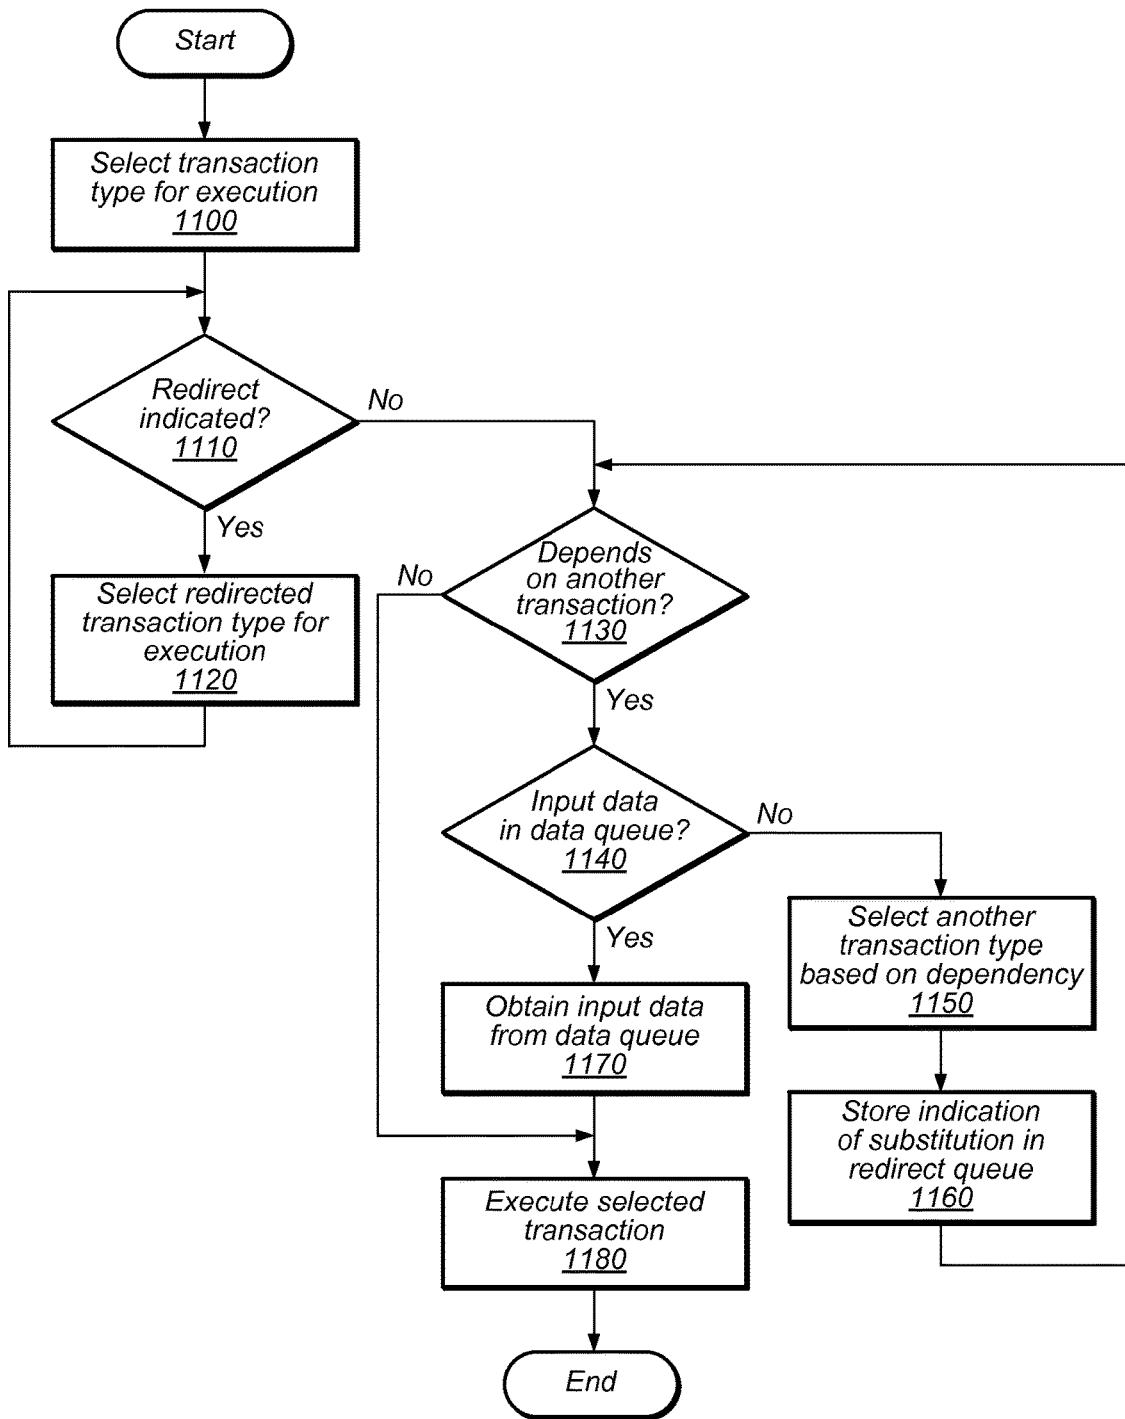 Start
Select transaction
type for execution
1100
Redirect
indicated?
1110
No
Yes
Select redirected
transaction type for
execution
1120
Depends
on another
transaction?
1130
No
Yes
Input data
in data queue?
1140
No
Yes
Select another
transaction type
based on dependency
1150
Obtain input data
from data queue
1170
Store indication
of substitution in
redirect queue
1160
Execute selected
transaction
1180
End